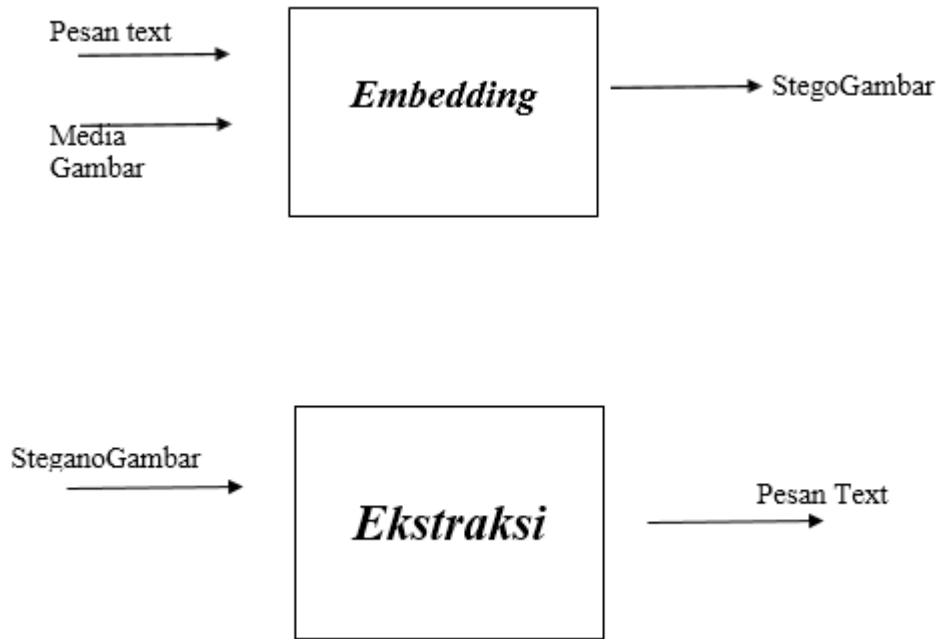 Pesan text
Embedding
StegoGambar
Media
Gambar
SteganoGambar
Ekstraksi
Pesan Text